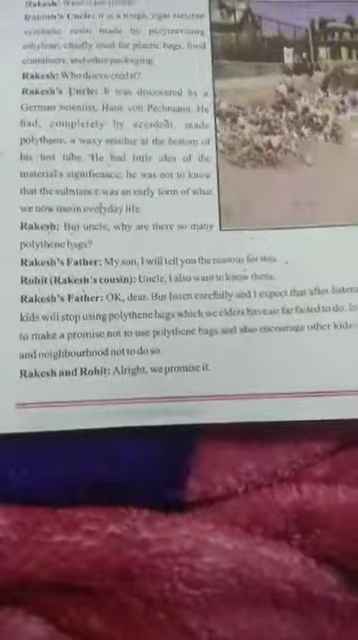 Rakesh's Uncle: It is a tough, light flexible
synthetic resin made by polymerizing
ethylene, chiefly used for plastic bags, food
containers, and other packaging.
Rakesh: Who discovered it?
Rakesh's Uncle: It was discovered by a
German scientist, Hans von Pechmann. He
had, completely by accident, made
polythene, a waxy residue at the bottom of
his test tube. He had little idea of the
material's significance; he was not to know
that the substance was an early form of what
we now use in everyday life.
Rakesh: But uncle, why are there so many
polythene bags?
Rakesh's Father: My son, I will tell you the reasons for this.
Rohit (Rakesh's cousin): Uncle, I also want to know them.
Rakesh's Father: OK, dear. But listen carefully and I expect that after listen
kids will stop using polythene bags which we elders have so far failed to do.
to make a promise not to use polythene bags and also encourage other kids
and neighbourhood not to do so.
Rakesh and Rohit: Alright, we promise it.